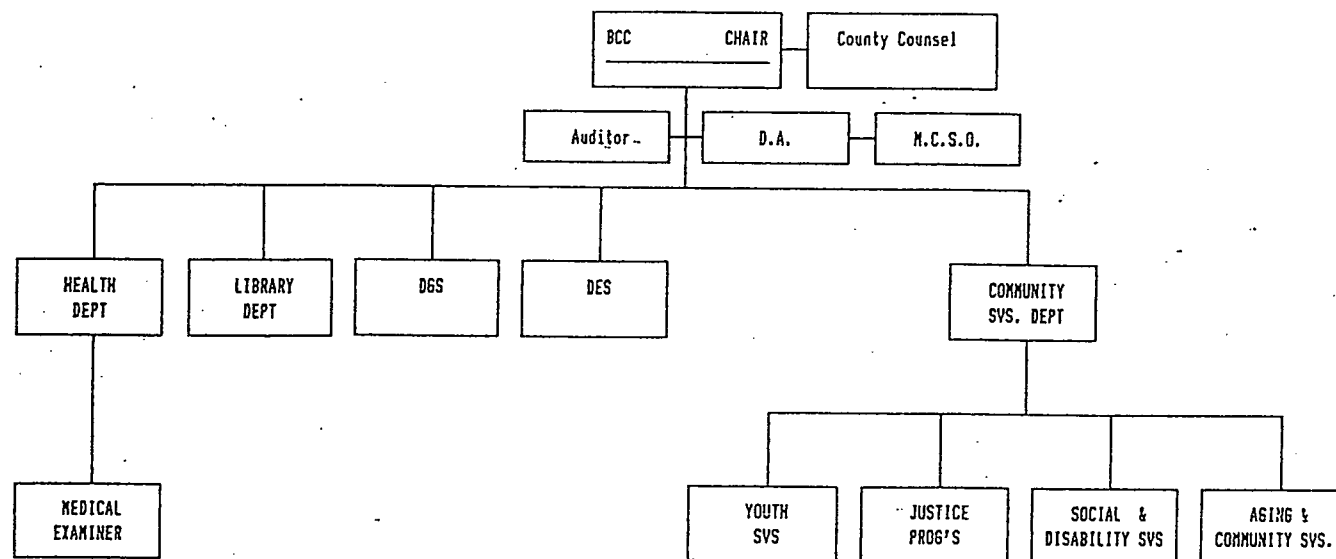 BCC CHAIR
County Counsel
Auditor
D.A.
M.C.S.O.
HEALTH
DEPT
LIBRARY
DEPT
DGS
DES
COMMUNITY
SVS. DEPT
MEDICAL
EXAMINER
YOUTH
SVS
JUSTICE
PROG'S
SOCIAL &
DISABILITY SVS
AGING &
COMMUNITY SVS.